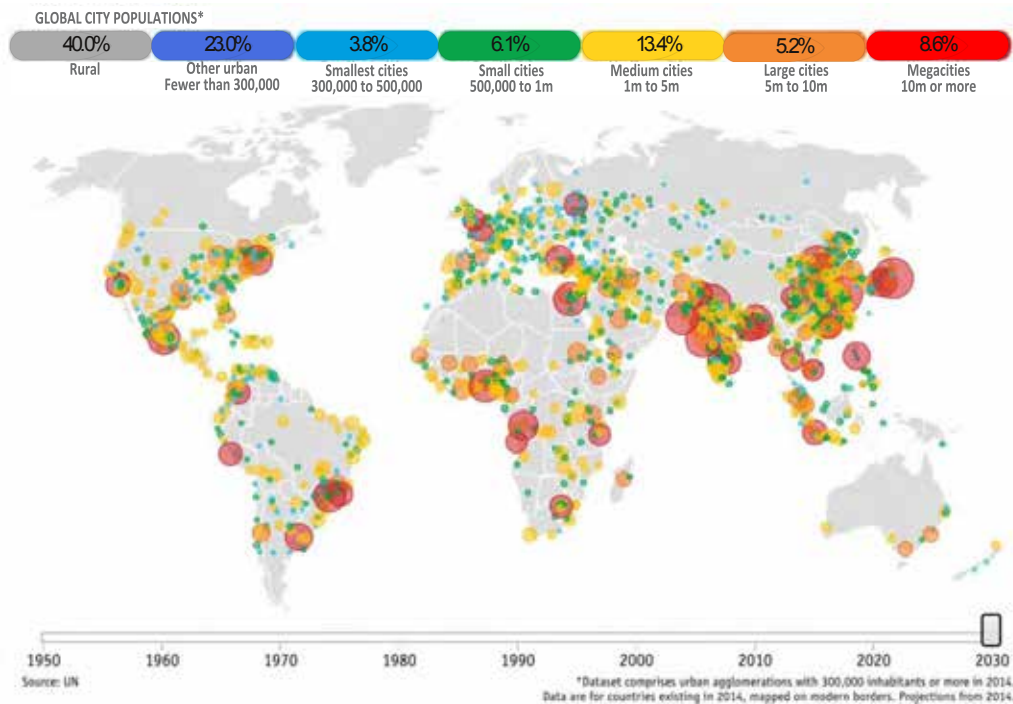 GLOBAL CITY POPULATIONS*
40.0% 23.0% 3.8% 6.1% 13.4% 5.2% 8.6%
Rural Other urban Smallest cities Small cities Medium cities Large cities Megacities
Fewer than 300,000 300,000 to 500,000 500,000 to 1m 1m to 5m 5m to 10m 10m or more
1950 1960 1970 1980 1990 2000 2010 2020 2030
Source: UN
*Dataset comprises urban agglomerations with 300,000 inhabitants or more in 2014.
Data are for countries existing in 2014, mapped on modern borders. Projections from 2014.